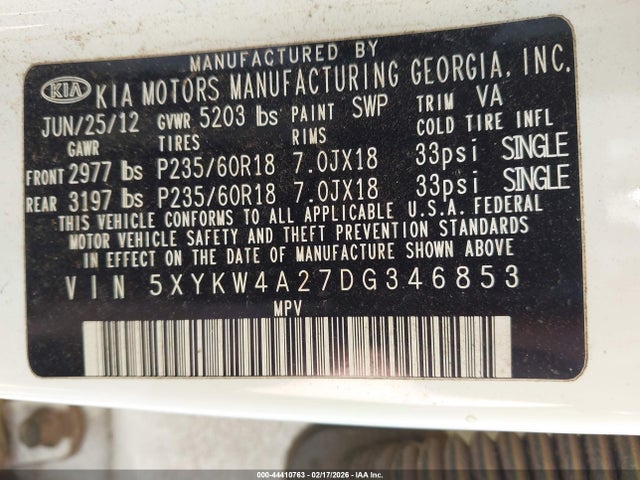 MANUFACTURED BY
KIA KIA MOTORS MANUFACTURING GEORGIA, INC.
JUN/25/12 GVWR 5203 lbs PAINT SWP TRIM VA
GAWR TIRES RIMS COLD TIRE INFL
FRONT 2977 lbs P235/60R18 7.0JX18 33psi SINGLE
REAR 3197 lbs P235/60R18 7.0JX18 33psi SINGLE
THIS VEHICLE CONFORMS TO ALL APPLICABLE U.S.A. FEDERAL
MOTOR VEHICLE SAFETY AND THEFT PREVENTION STANDARDS
IN EFFECT ON THE DATE OF MANUFACTURE SHOWN ABOVE.
VIN 5XYKW4A27DG346853
MPV
000-44410763 - 02/17/2026 - IAA Inc.